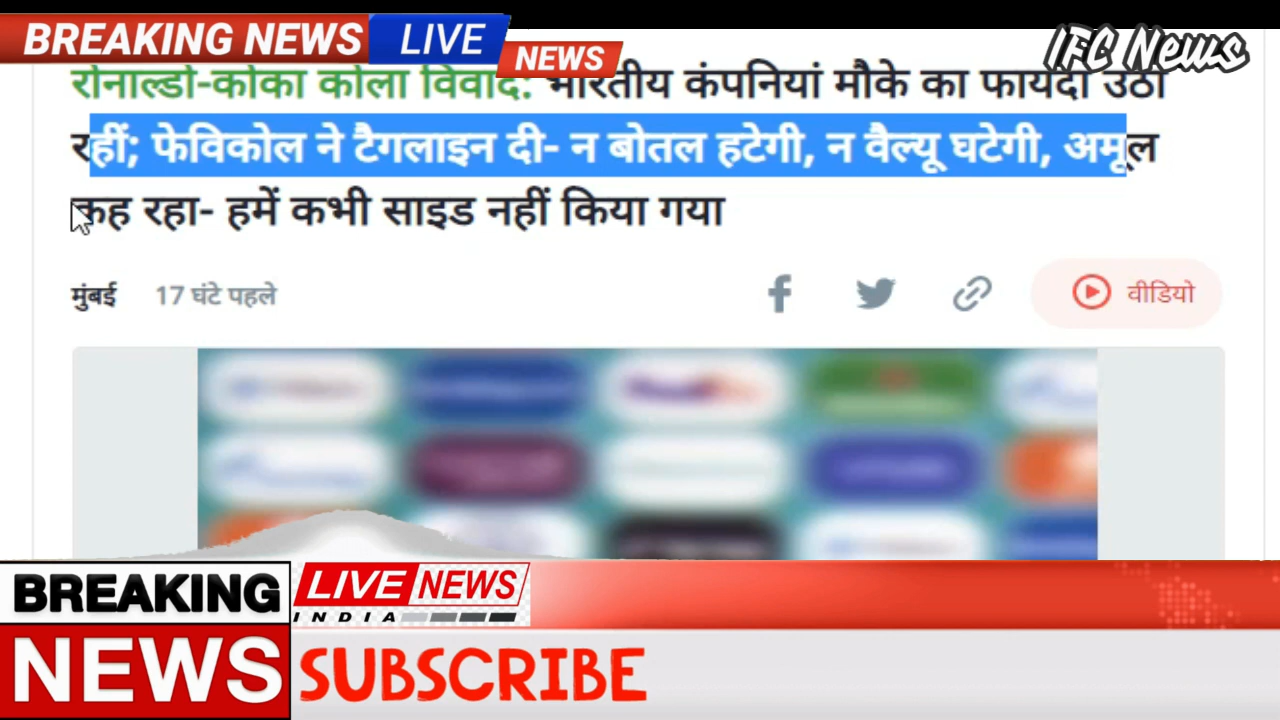 BREAKING NEWS LIVE
NEWS
IFC News
रोनाल्डो-कोका कोला विवाद: भारतीय कंपनियां मौके का फायदा उठा
रहीं; फेविकोल ने टैगलाइन दी- न बोतल हटेगी, न वैल्यू घटेगी, अमूल
कह रहा- हमें कभी साइड नहीं किया गया
मुंबई 17 घंटे पहले
वीडियो
BREAKING
NEWS
LIVE NEWS
INDIA
SUBSCRIBE